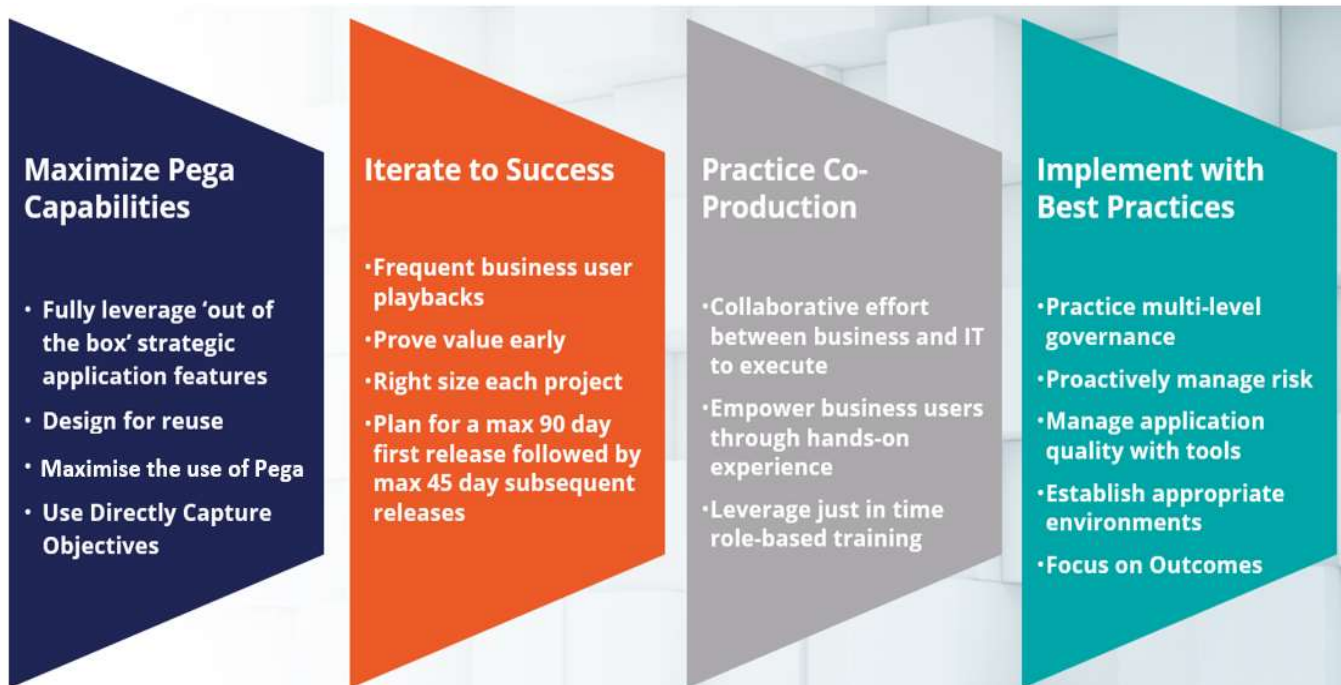 Maximize Pega
Capabilities
• Fully leverage ‘out of
the box’ strategic
application features
• Design for reuse
• Maximise the use of Pega
• Use Directly Capture
Objectives
Iterate to Success
•Frequent business user
playbacks
•Prove value early
•Right size each project
•Plan for a max 90 day
first release followed by
max 45 day subsequent
releases
Practice Co-
Production
•Collaborative effort
between business and IT
to execute
•Empower business users
through hands-on
experience
•Leverage just in time
role-based training
Implement with
Best Practices
•Practice multi-level
governance
•Proactively manage risk
•Manage application
quality with tools
•Establish appropriate
environments
•Focus on Outcomes